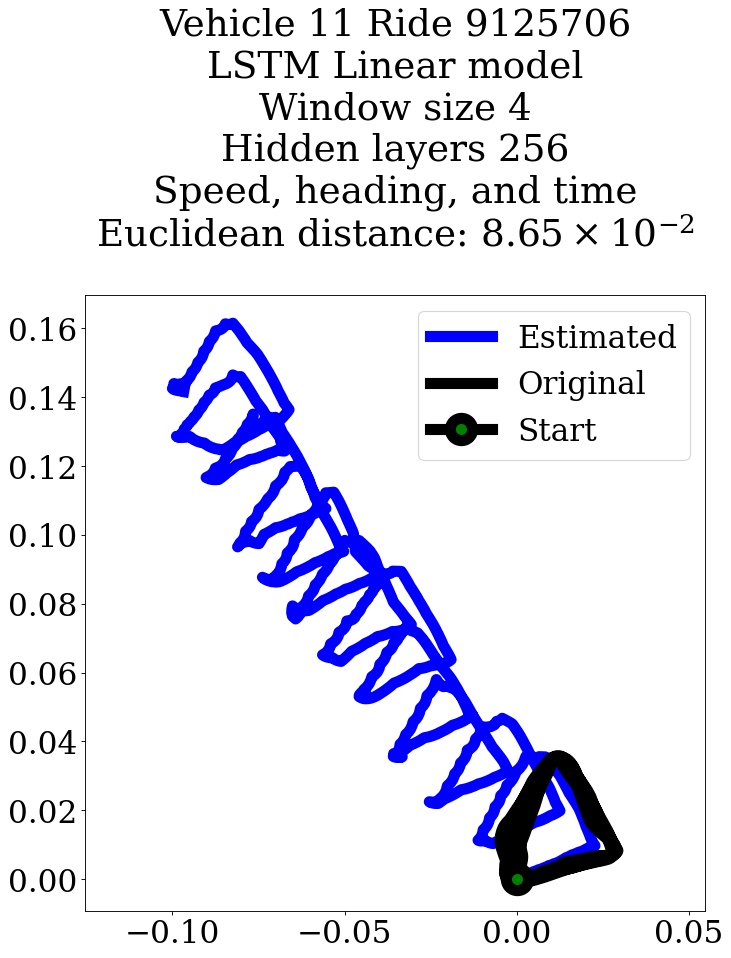 Vehicle 11 Ride 9125706
LSTM Linear model
Window size 4
Hidden layers 256
Speed, heading, and time
Euclidean distance: 8.65 × 10⁻²
Estimated
Original
Start
0.16
0.14
0.12
0.10
0.08
0.06
0.04
0.02
0.00
−0.10
−0.05
0.00
0.05